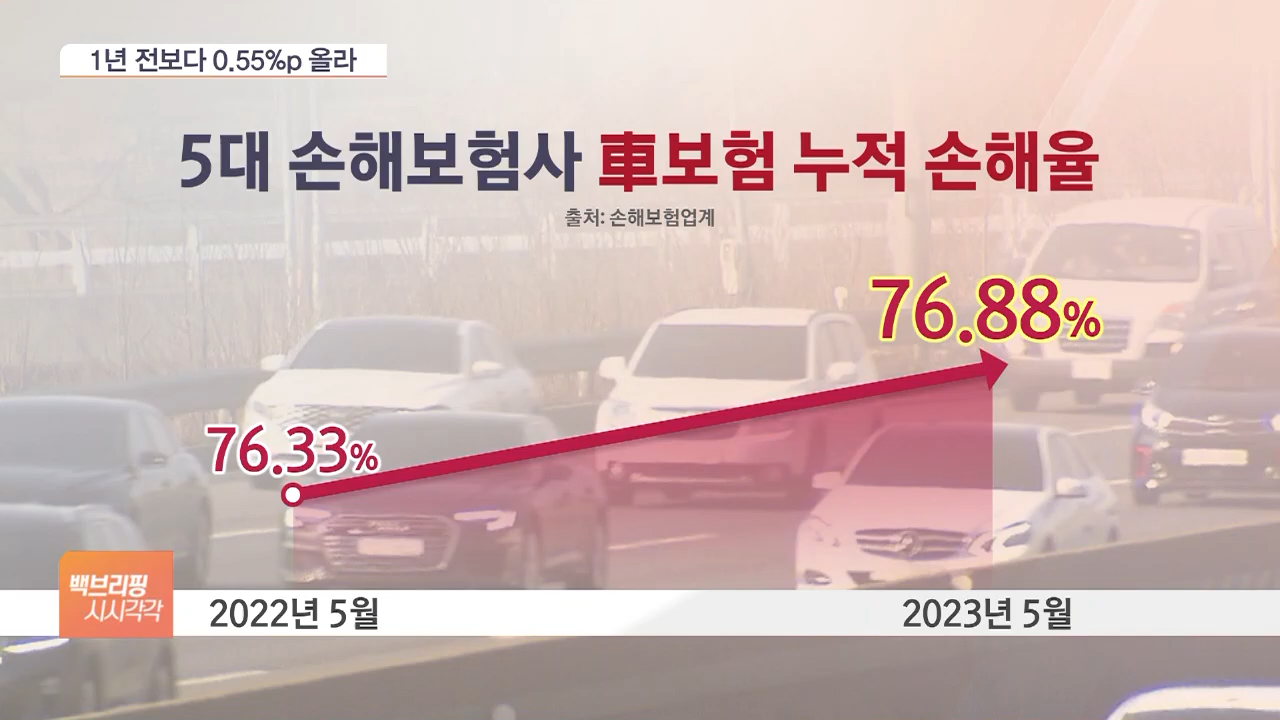 1년 전보다 0.55%p 올라
5대 손해보험사 車보험 누적 손해율
출처: 손해보험업계
76.88%
76.33%
백브리핑
시시각각
2022년 5월
2023년 5월